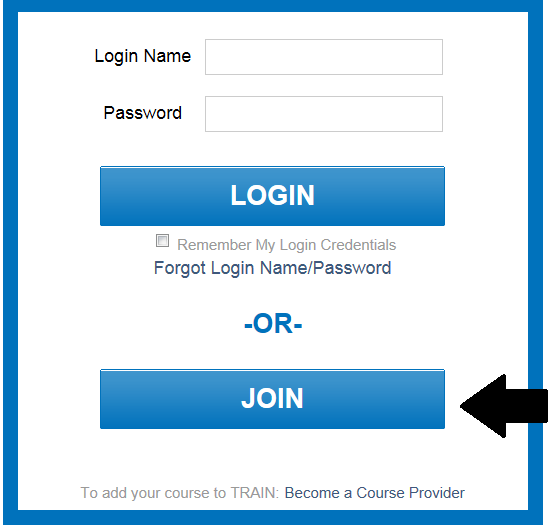 Login Name
Password
LOGIN
Remember My Login Credentials
Forgot Login Name/Password
-OR-
JOIN
To add your course to TRAIN: Become a Course Provider